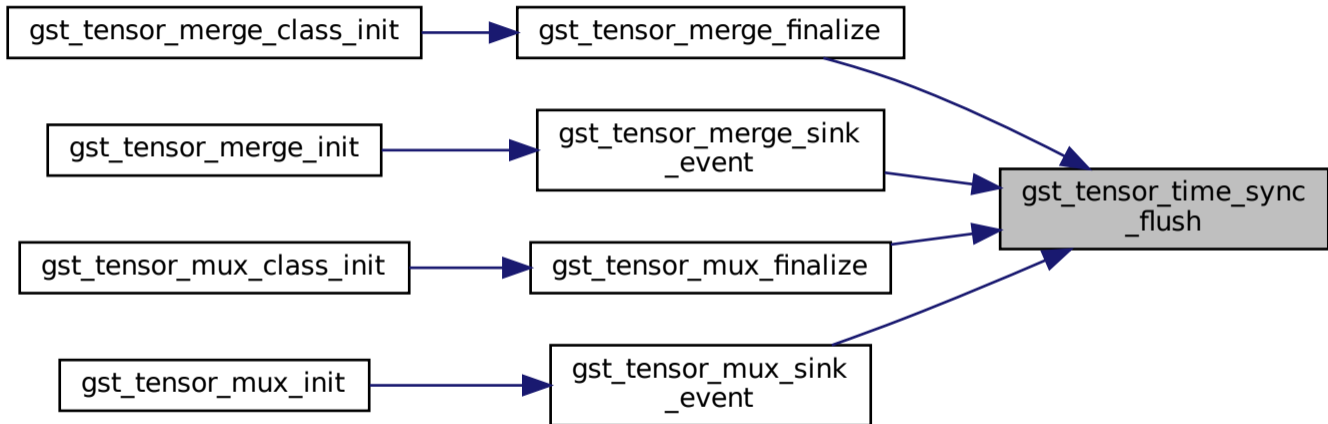 gst_tensor_merge_class_init
gst_tensor_merge_finalize
gst_tensor_merge_init
gst_tensor_merge_sink
_event
gst_tensor_time_sync
_flush
gst_tensor_mux_class_init
gst_tensor_mux_finalize
gst_tensor_mux_init
gst_tensor_mux_sink
_event